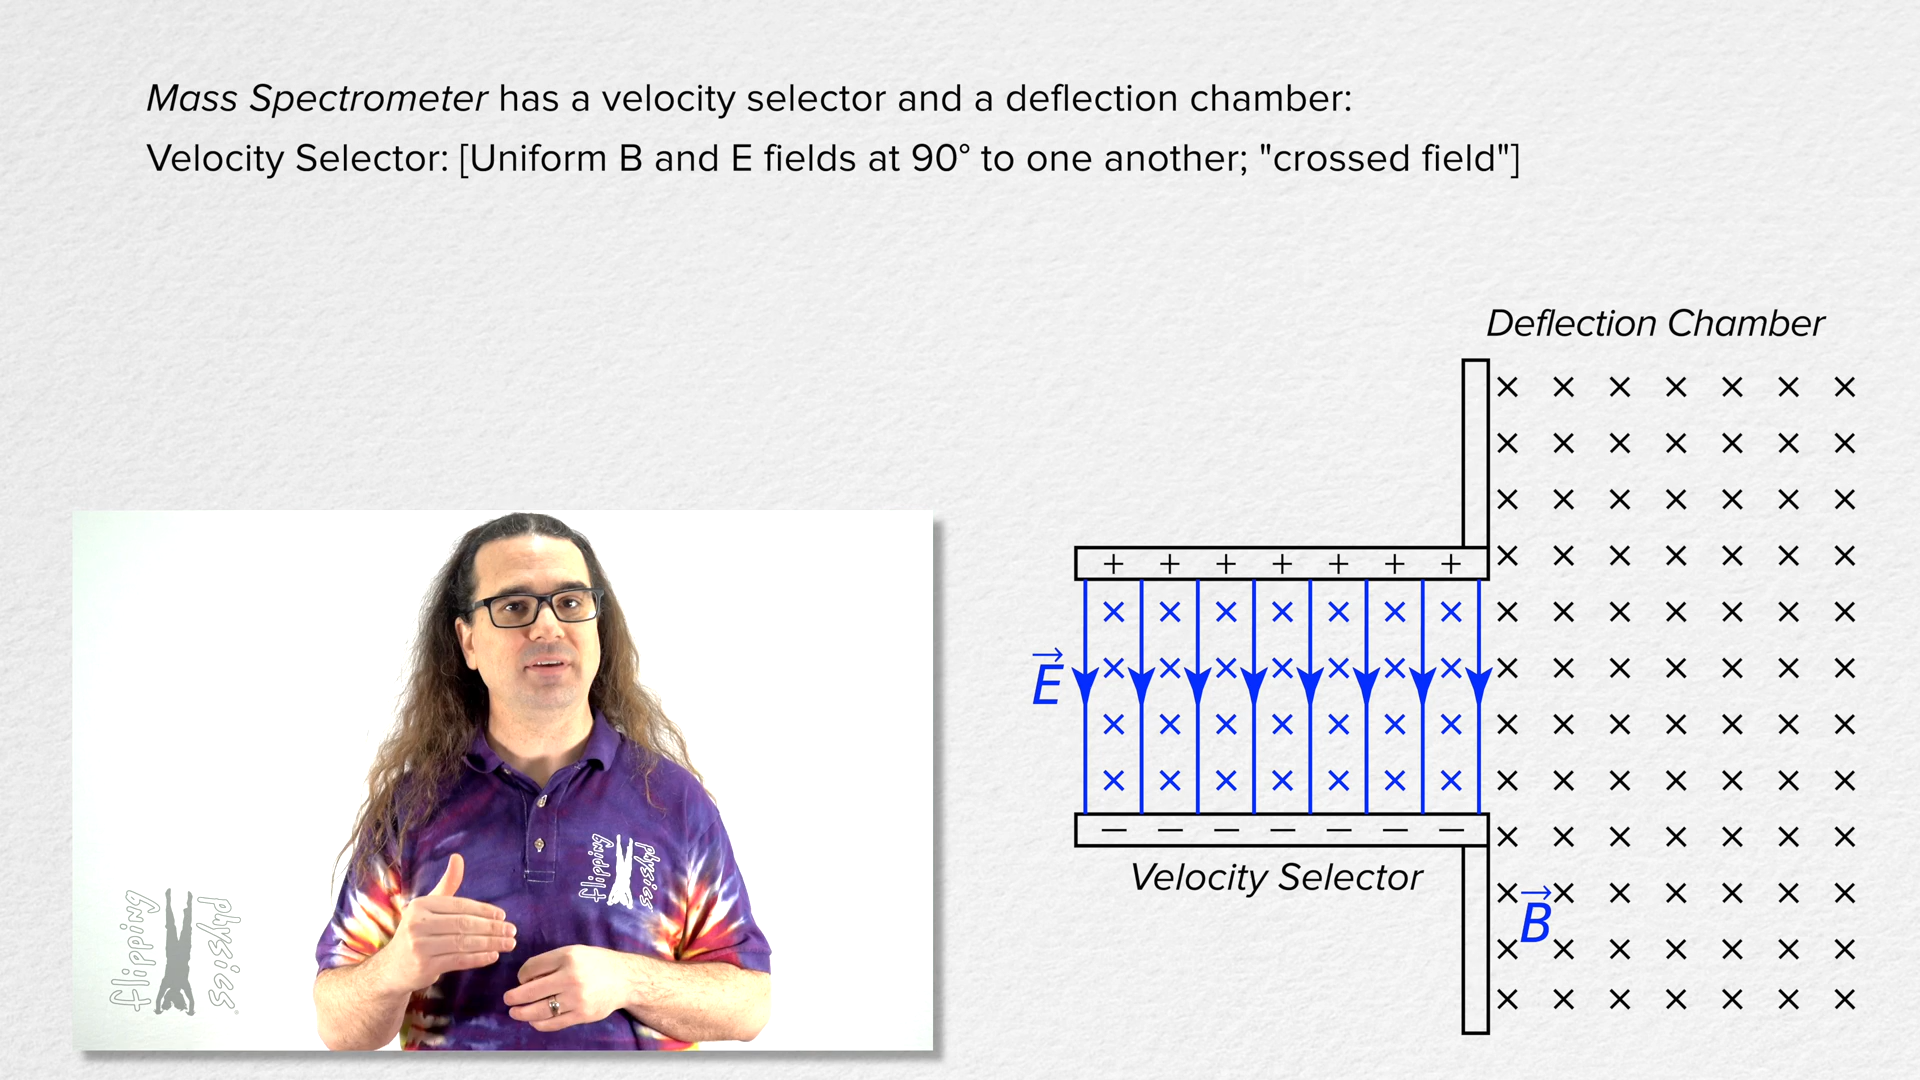 Mass Spectrometer has a velocity selector and a deflection chamber:
Velocity Selector: [Uniform B and E fields at 90° to one another; "crossed field"]
Deflection Chamber
+ + + + + + +
E
− − − − − − −
Velocity Selector
B
flipping physics
flipping physics